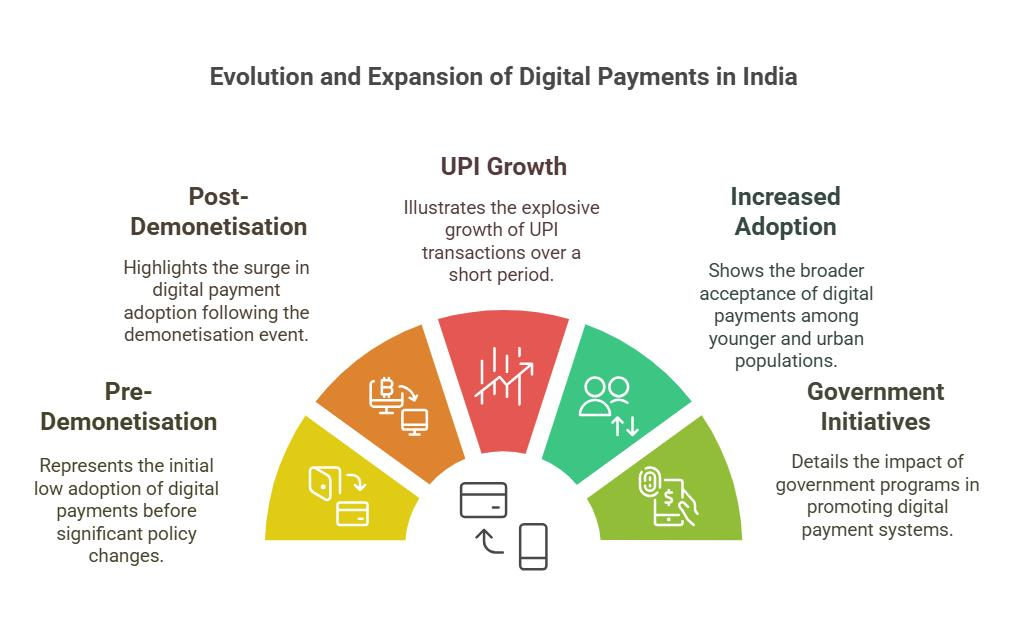 Evolution and Expansion of Digital Payments in India
Pre-
Demonetisation
Represents the initial
low adoption of digital
payments before
significant policy
changes.
Post-
Demonetisation
Highlights the surge in
digital payment
adoption following the
demonetisation event.
UPI Growth
Illustrates the explosive
growth of UPI
transactions over a
short period.
Increased
Adoption
Shows the broader
acceptance of digital
payments among
younger and urban
populations.
Government
Initiatives
Details the impact of
government programs in
promoting digital
payment systems.